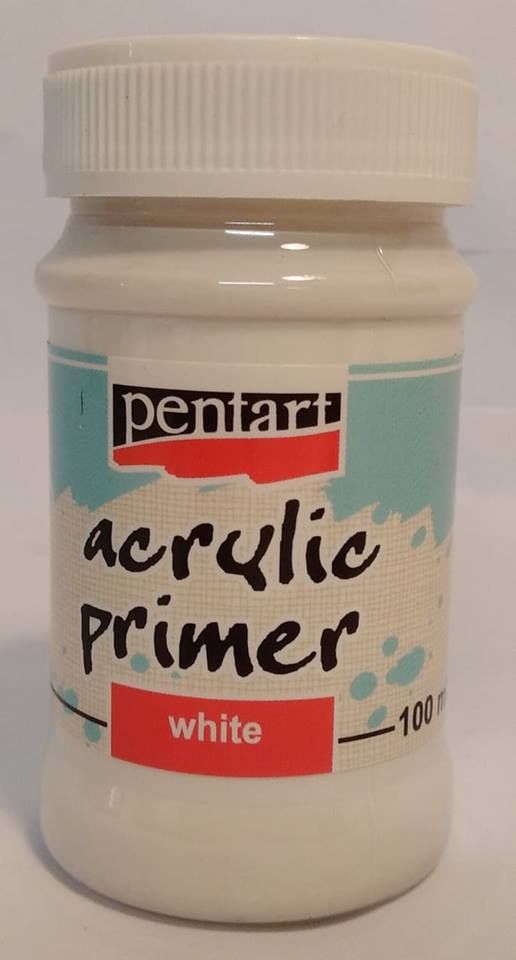 pentart
acrylic
primer
white
100 m